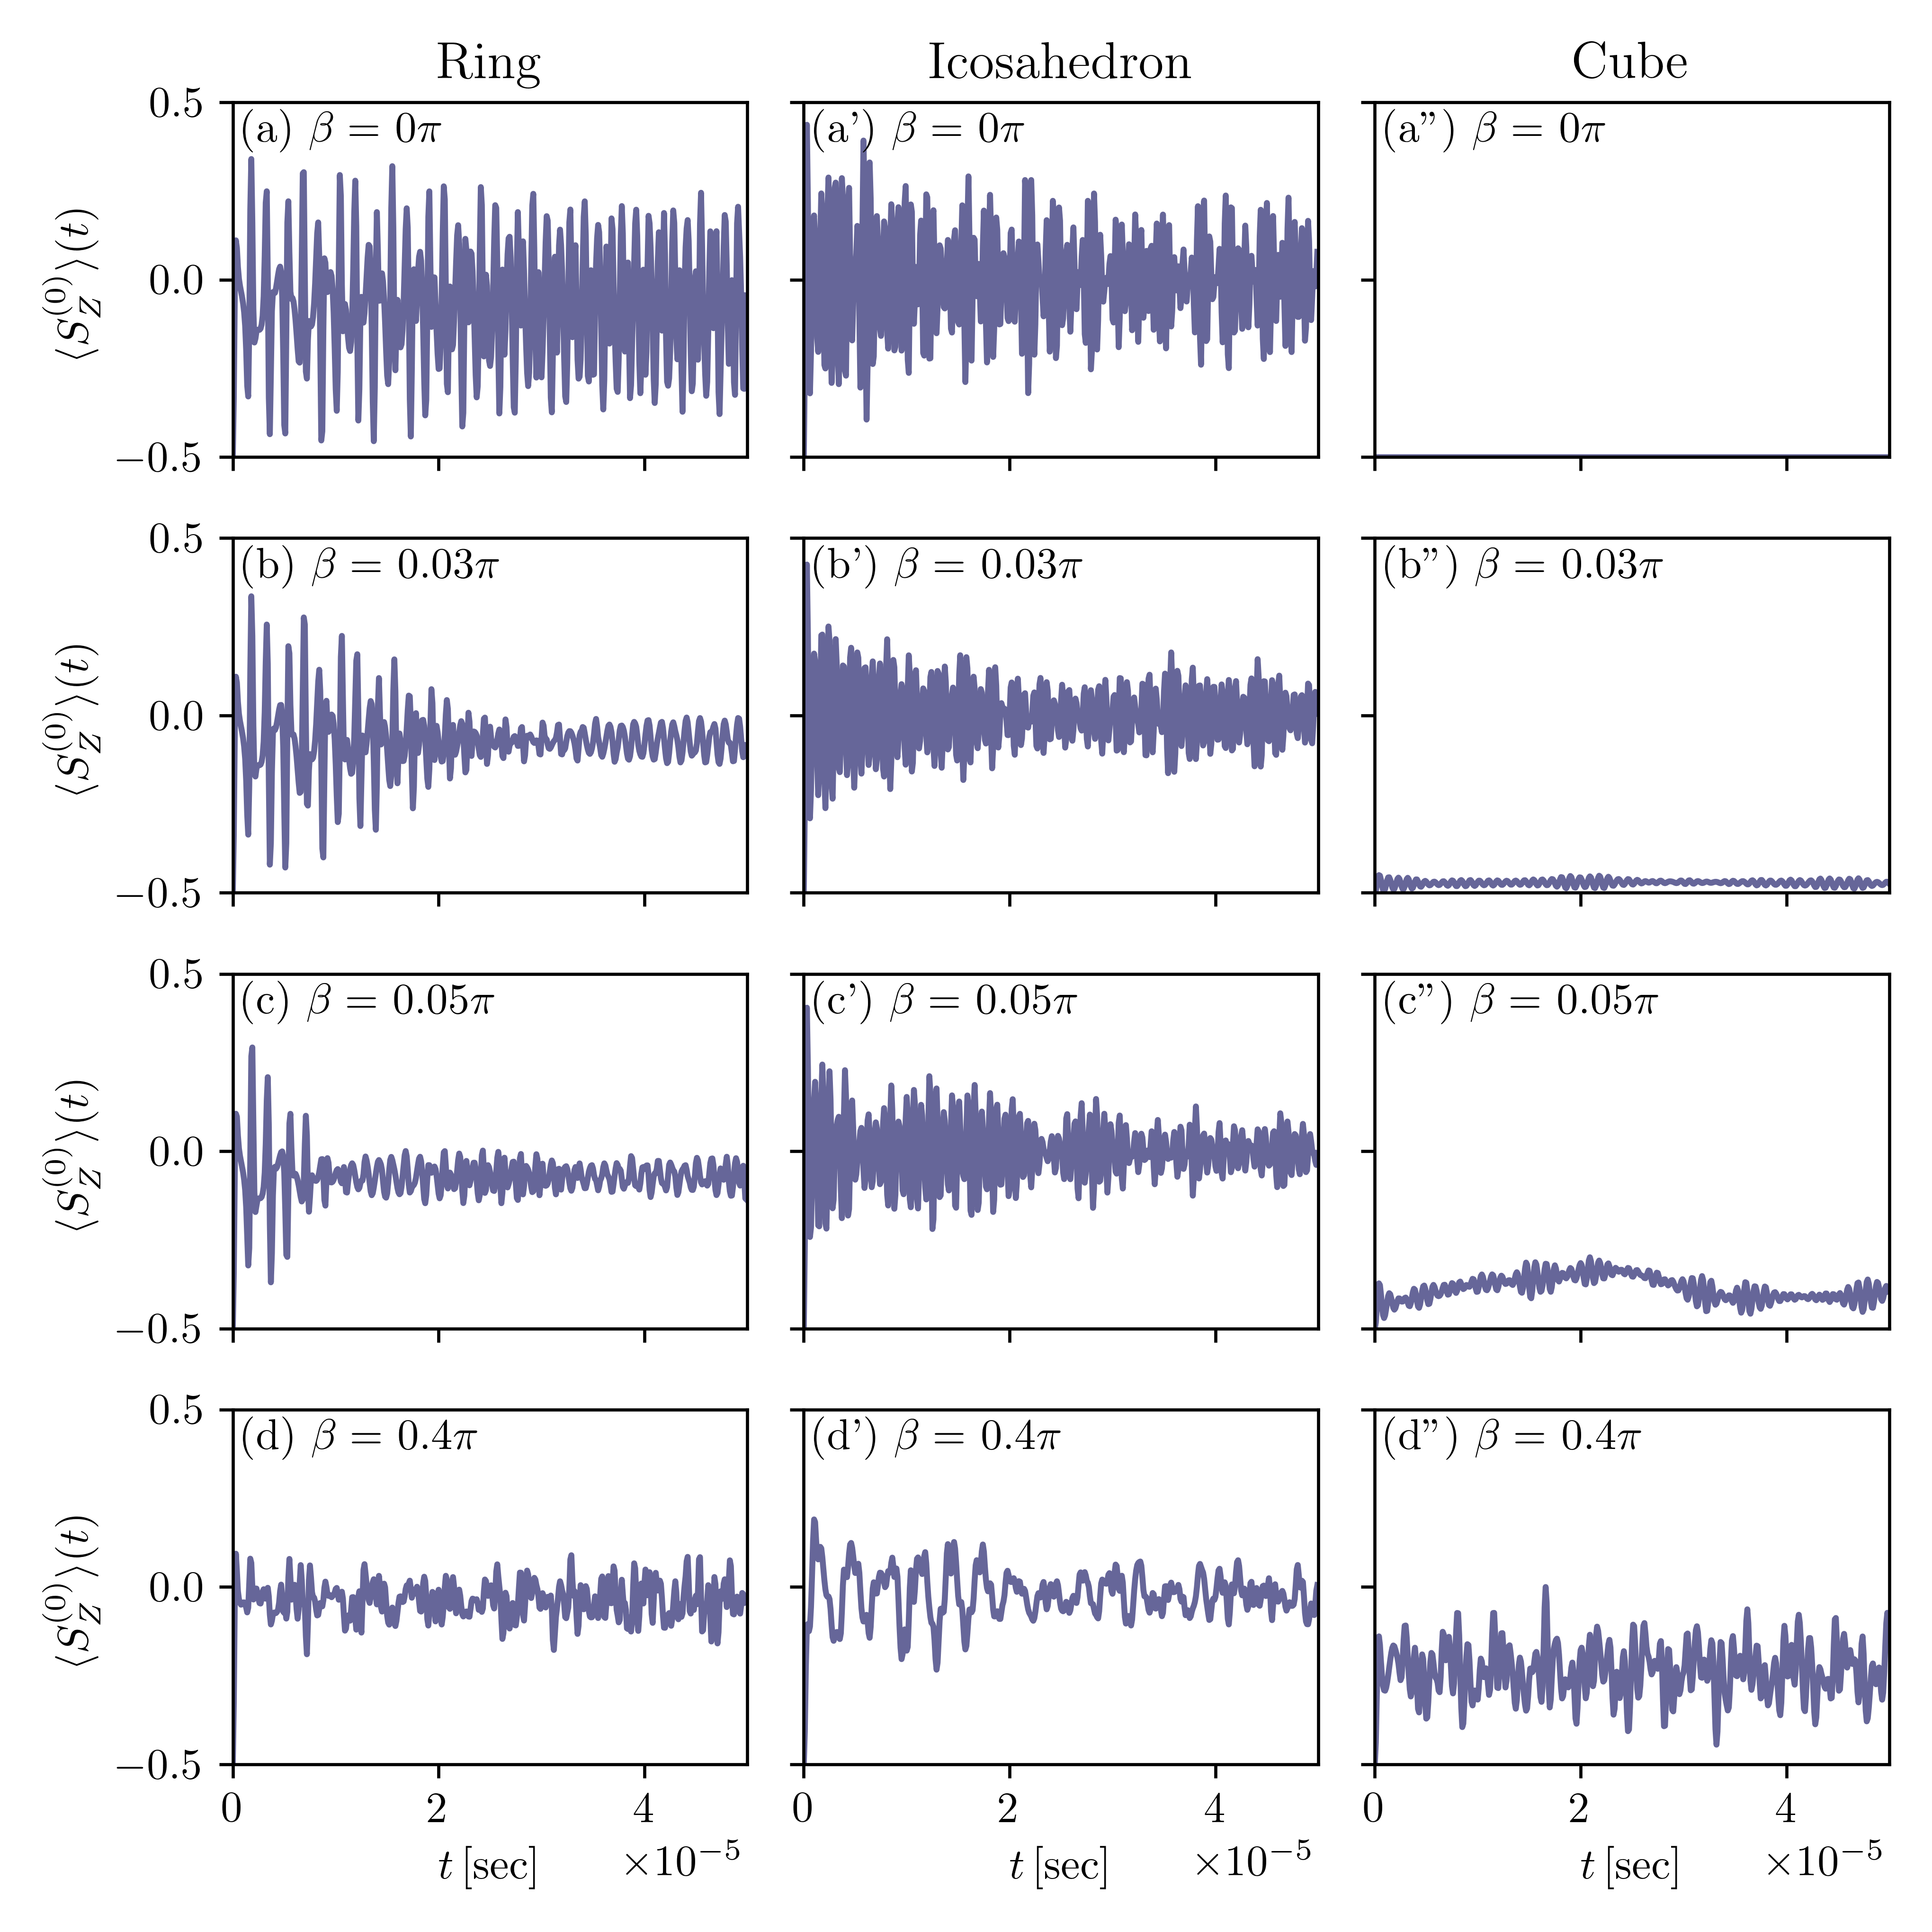 Ring Icosahedron Cube
0.5
(a) β = 0π (a') β = 0π (a") β = 0π
⟨S_Z^(0)⟩(t)
0.0
−0.5
0.5
(b) β = 0.03π (b') β = 0.03π (b") β = 0.03π
⟨S_Z^(0)⟩(t)
0.0
−0.5
0.5
(c) β = 0.05π (c') β = 0.05π (c") β = 0.05π
⟨S_Z^(0)⟩(t)
0.0
−0.5
0.5
(d) β = 0.4π (d') β = 0.4π (d") β = 0.4π
⟨S_Z^(0)⟩(t)
0.0
−0.5
0 2 4 0 2 4 0 2 4
t [sec] ×10⁻⁵ t [sec] ×10⁻⁵ t [sec] ×10⁻⁵